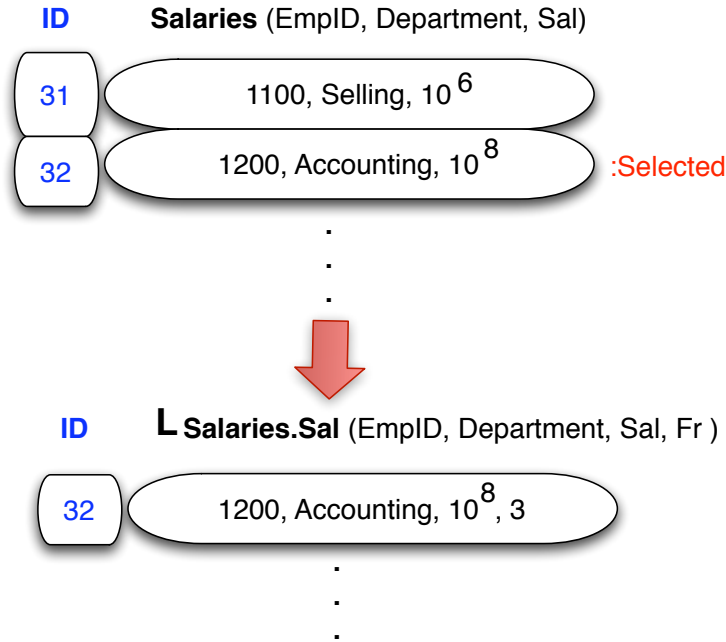 ID Salaries (EmpID, Department, Sal)
31 1100, Selling, 10^6
32 1200, Accounting, 10^8 :Selected
.
.
.
ID L Salaries.Sal (EmpID, Department, Sal, Fr )
32 1200, Accounting, 10^8, 3
.
.
.